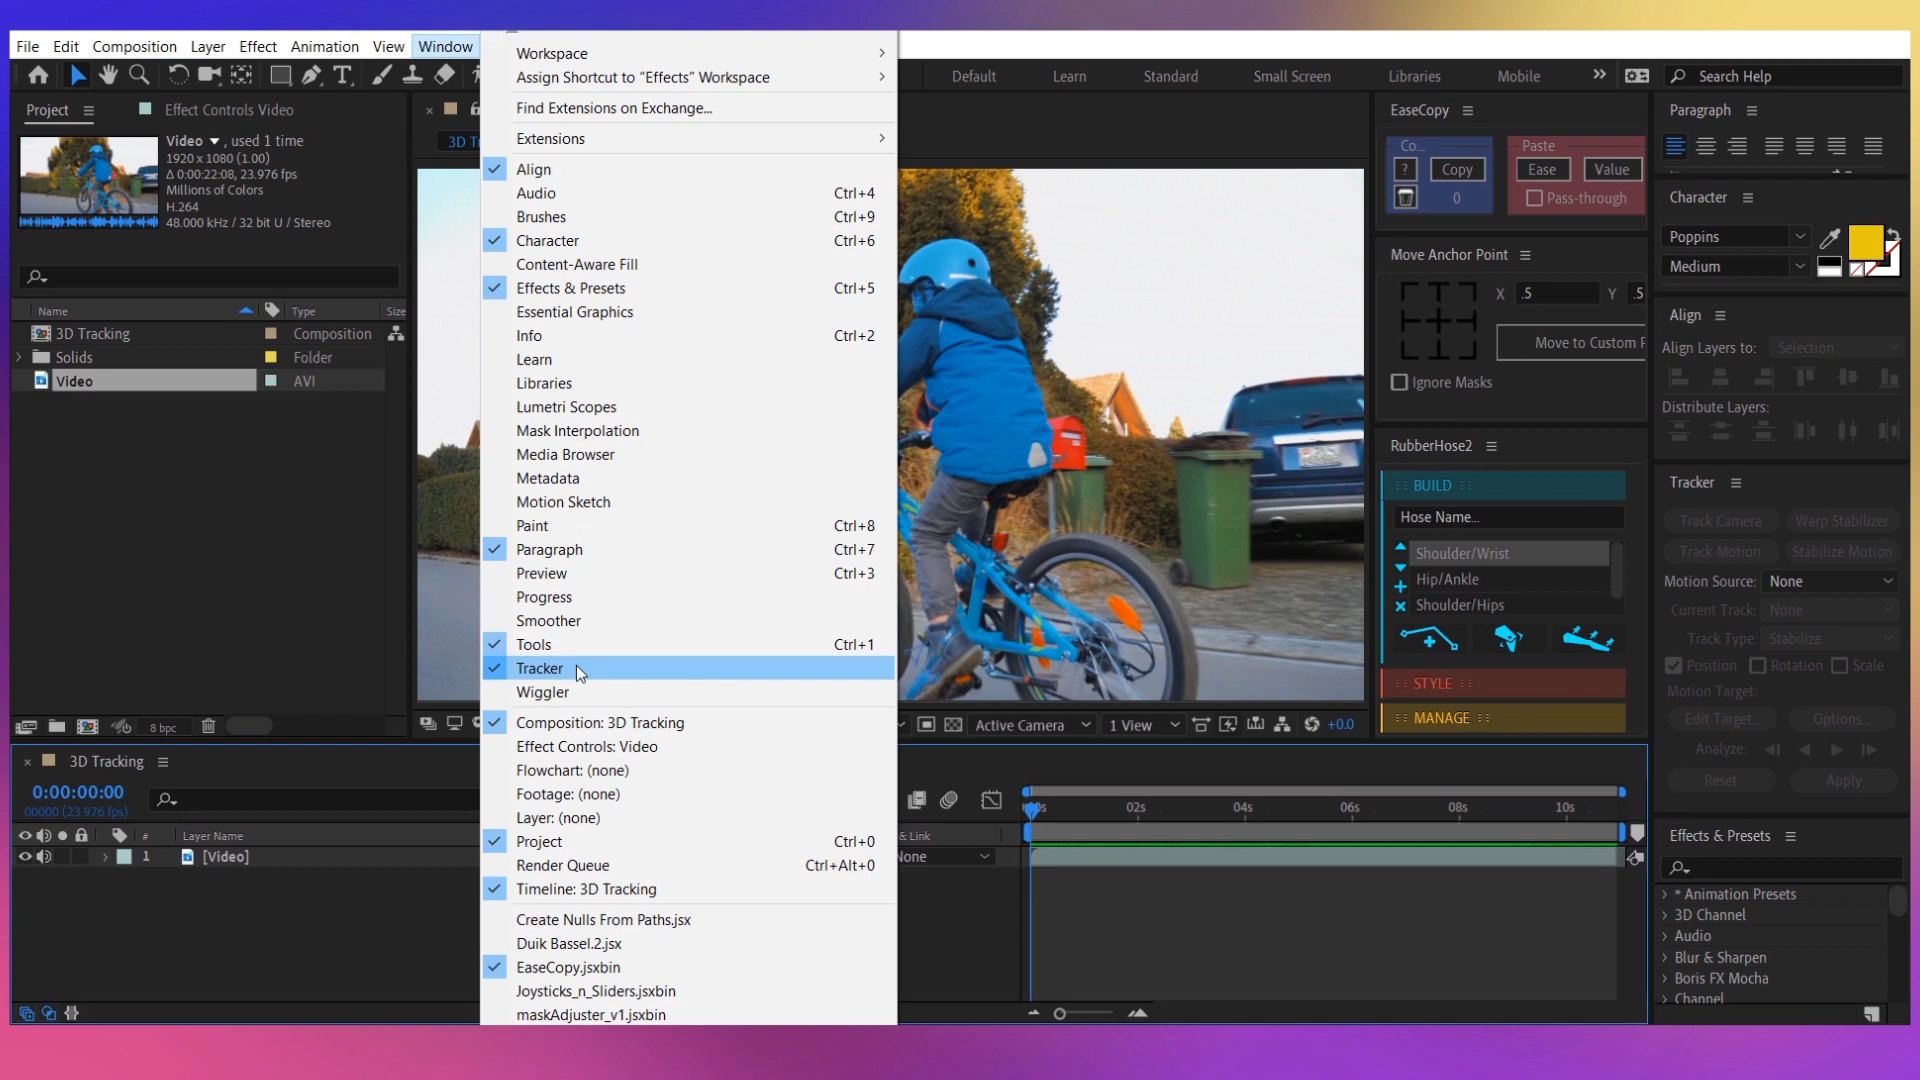 File Edit Composition Layer Effect Animation View Window
Default Learn Standard Small Screen Libraries Mobile » Search Help
Project Effect Controls Video
Video , used 1 time
1920 x 1080 (1.00)
Δ 0:00:22:08, 23.976 fps
Millions of Colors
H.264
48.000 kHz / 32 bit U / Stereo
Name Type Size
3D Tracking Composition
Solids Folder
Video AVI
8 bpc
Workspace
Assign Shortcut to “Effects” Workspace
Find Extensions on Exchange...
Extensions
Align
Audio Ctrl+4
Brushes Ctrl+9
Character Ctrl+6
Content-Aware Fill
Effects & Presets Ctrl+5
Essential Graphics
Info Ctrl+2
Learn
Libraries
Lumetri Scopes
Mask Interpolation
Media Browser
Metadata
Motion Sketch
Paint Ctrl+8
Paragraph Ctrl+7
Preview Ctrl+3
Progress
Smoother
Tools Ctrl+1
Tracker
Wiggler
Composition: 3D Tracking
Effect Controls: Video
Flowchart: (none)
Footage: (none)
Layer: (none)
Project Ctrl+0
Render Queue Ctrl+Alt+0
Timeline: 3D Tracking
Create Nulls From Paths.jsx
Duik Bassel.2.jsx
EaseCopy.jsxbin
Joysticks_n_Sliders.jsxbin
maskAdjuster_v1.jsxbin
3D Tr
Active Camera 1 View +0.0
EaseCopy
Co... Paste
? Copy Ease Value
0 Pass-through
Move Anchor Point
X .5 Y .5
Move to Custom P
Ignore Masks
RubberHose2
:: BUILD ::
Hose Name...
Shoulder/Wrist
Hip/Ankle
Shoulder/Hips
:: STYLE ::
:: MANAGE ::
Paragraph
Character
Poppins
Medium
Align
Align Layers to: Selection
Distribute Layers:
Tracker
Track Camera Warp Stabilizer
Track Motion Stabilize Motion
Motion Source: None
Current Track: None
Track Type: Stabilize
Position Rotation Scale
Motion Target:
Edit Target... Options...
Analyze:
Reset Apply
Effects & Presets
* Animation Presets
3D Channel
Audio
Blur & Sharpen
Boris FX Mocha
Channel
3D Tracking
0:00:00:00
00000 (23.976 fps)
# Layer Name
1 [Video]
& Link
None
02s 04s 06s 08s 10s